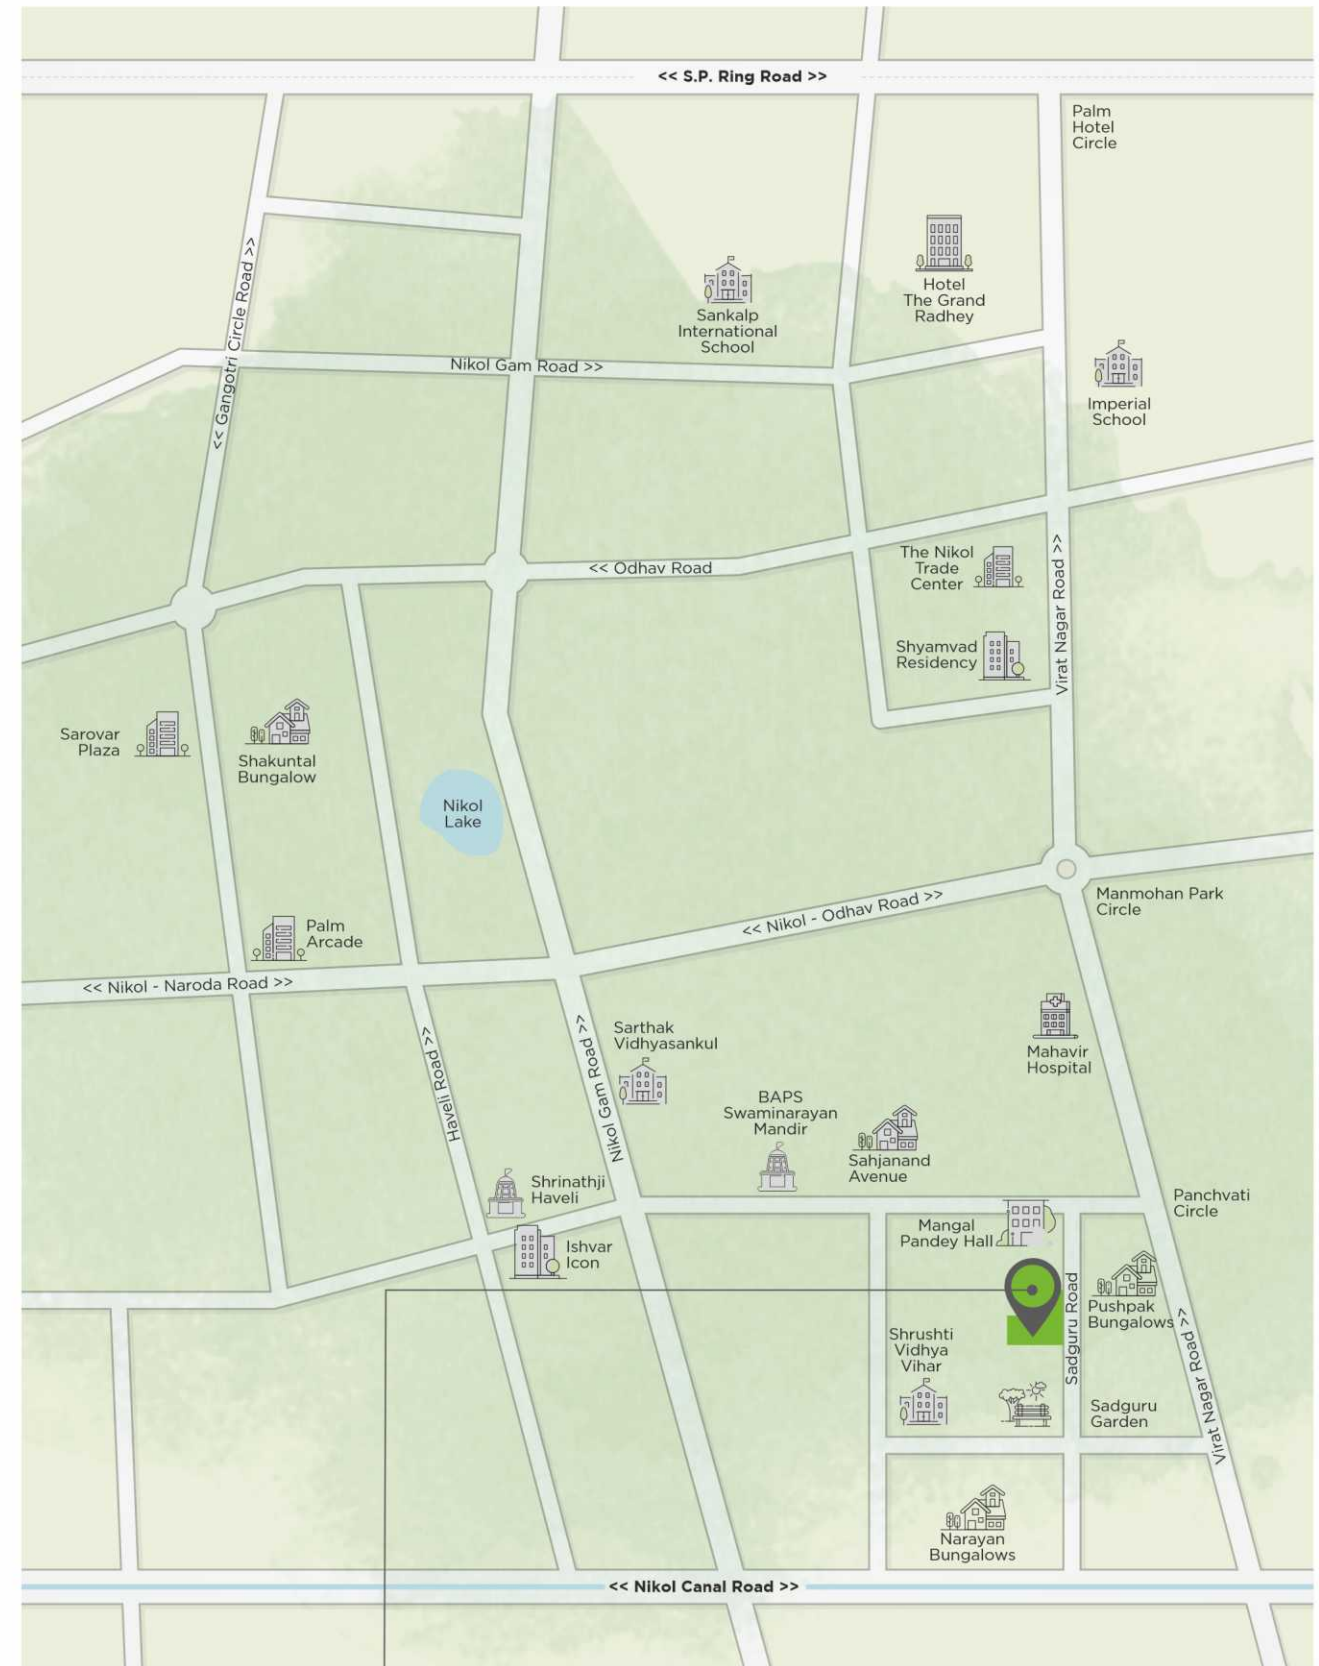 << S.P. Ring Road >>
Palm
Hotel
Circle
Hotel
The Grand
Radhey
Sankalp
International
School
<< Gangotri Circle Road >>
Nikol Gam Road >>
Imperial
School
<< Odhav Road
The Nikol
Trade
Center
Virat Nagar Road >>
Shyamvad
Residency
Sarovar
Plaza
Shakuntal
Bungalow
Nikol
Lake
<< Nikol - Odhav Road >>
Manmohan Park
Circle
Palm
Arcade
<< Nikol - Naroda Road >>
Haveli Road >>
Nikol Gam Road >>
Sarthak
Vidhyasankul
Mahavir
Hospital
BAPS
Swaminarayan
Mandir
Sahjanand
Avenue
Shrinathji
Haveli
Panchvati
Circle
Mangal
Pandey Hall
Ishvar
Icon
Sadguru Road
Pushpak
Bungalows
Virat Nagar Road >>
Shrushti
Vidhya
Vihar
Sadguru
Garden
Narayan
Bungalows
<< Nikol Canal Road >>